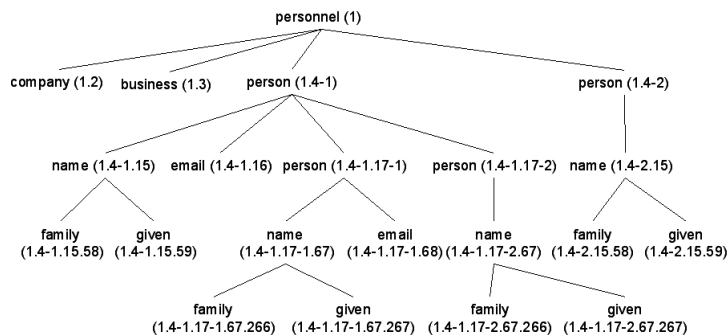 personnel (1)
company (1.2) business (1.3) person (1.4-1) person (1.4-2)
name (1.4-1.15) email (1.4-1.16) person (1.4-1.17-1) person (1.4-1.17-2) name (1.4-2.15)
family given name email name family given
(1.4-1.15.58) (1.4-1.15.59) (1.4-1.17-1.67) (1.4-1.17-1.68) (1.4-1.17-2.67) (1.4-2.15.58) (1.4-2.15.59)
family given family given
(1.4-1.17-1.67.266) (1.4-1.17-1.67.267) (1.4-1.17-2.67.266) (1.4-1.17-2.67.267)